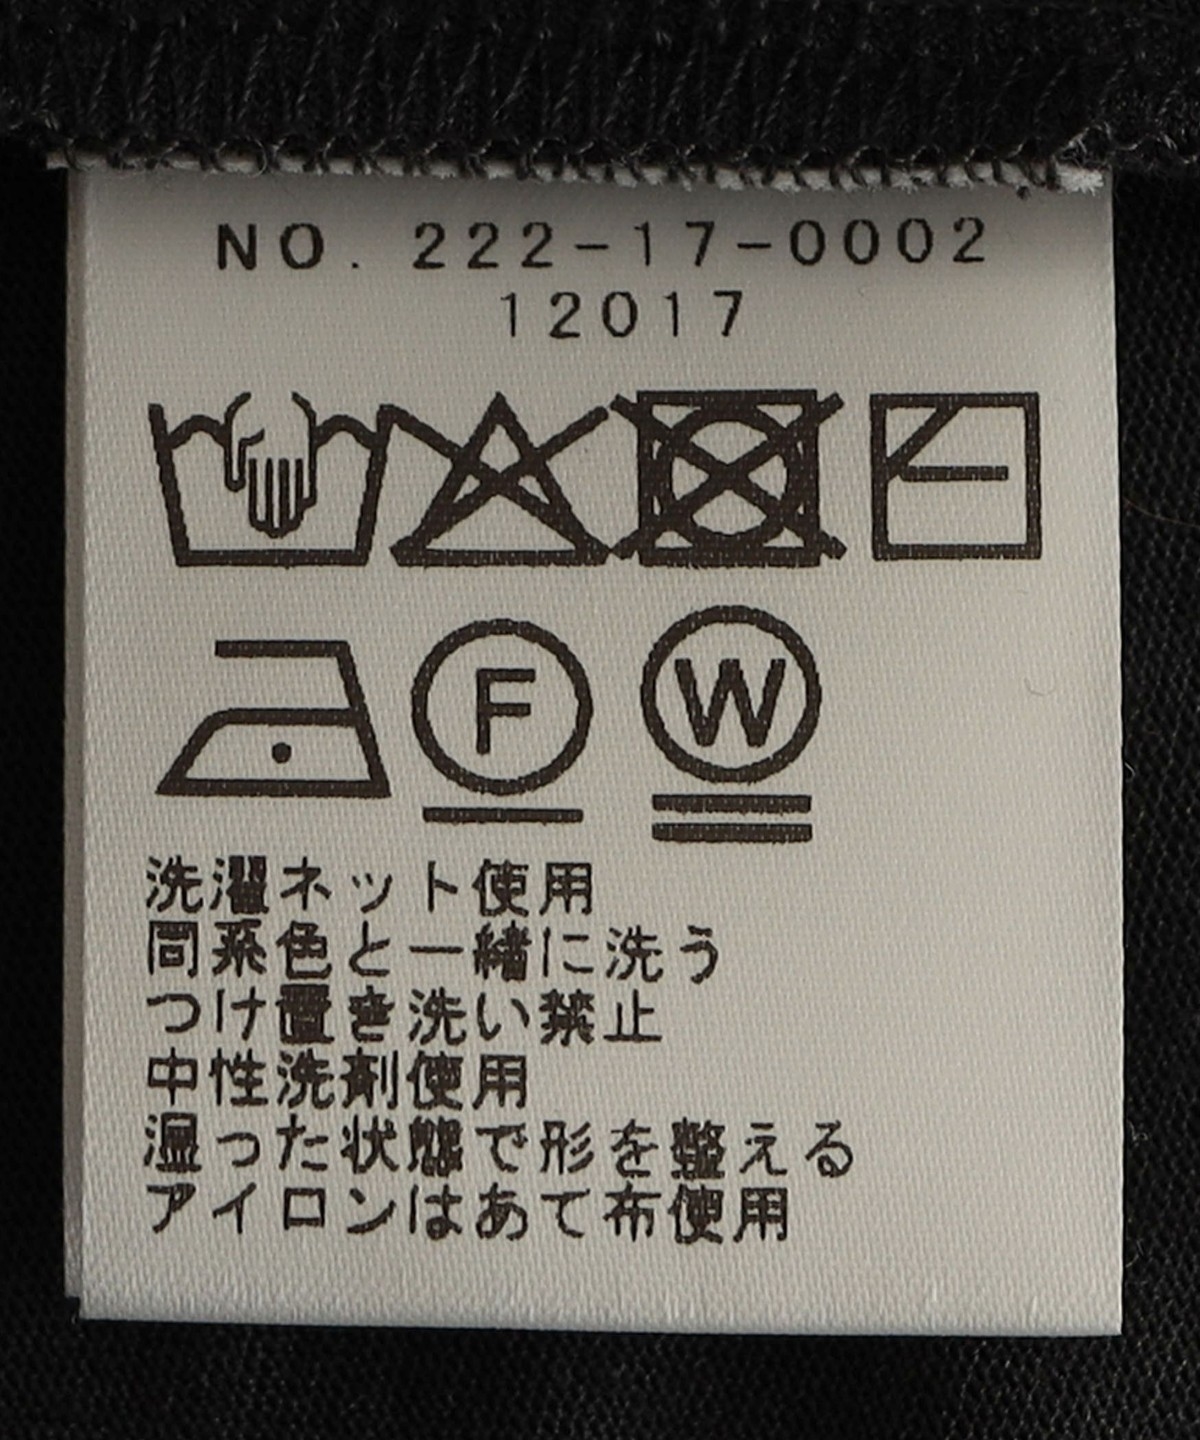 NO. 222-17-0002
12017
F
W
洗濯ネット使用
同系色と一緒に洗う
つけ置き洗い禁止
中性洗剤使用
湿った状態で形を整える
アイロンはあて布使用